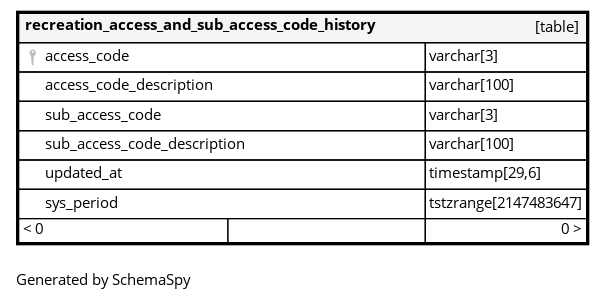 recreation_access_and_sub_access_code_history [table]
access_code varchar[3]
access_code_description varchar[100]
sub_access_code varchar[3]
sub_access_code_description varchar[100]
updated_at timestamp[29,6]
sys_period tstzrange[2147483647]
< 0 0 >
Generated by SchemaSpy